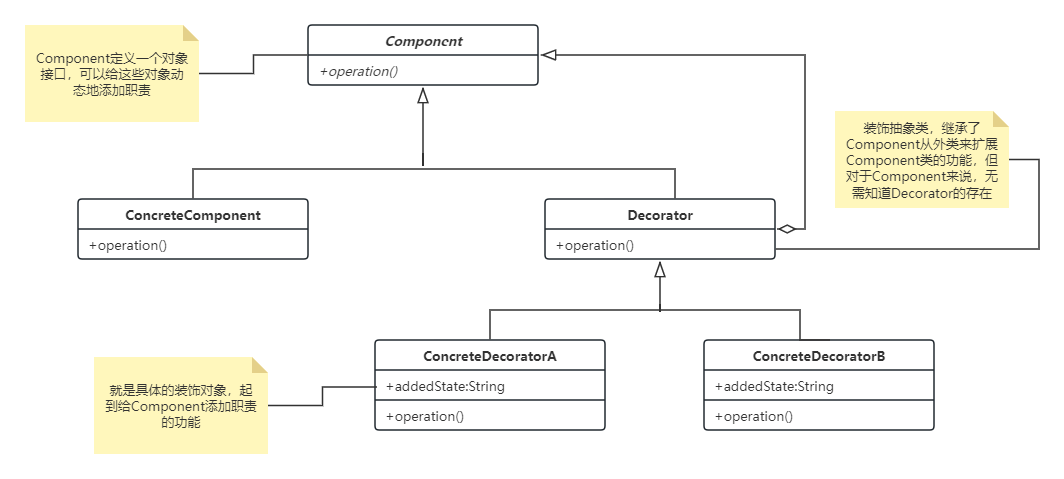 Component定义一个对象
接口，可以给这些对象动
态地添加职责
Component
+operation()
装饰抽象类，继承了
Component从外类来扩展
Component类的功能，但
对于Component来说，无
需知道Decorator的存在
ConcreteComponent
+operation()
Decorator
+operation()
就是具体的装饰对象，起
到给Component添加职责
的功能
ConcreteDecoratorA
+addedState:String
+operation()
ConcreteDecoratorB
+addedState:String
+operation()